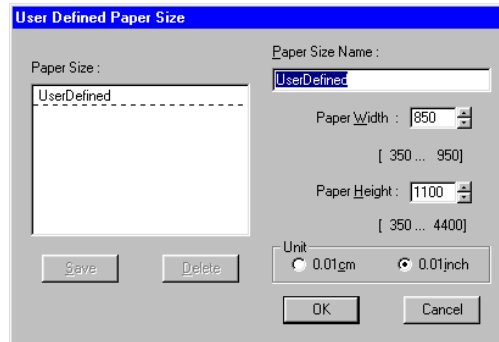 User Defined Paper Size
Paper Size :
UserDefined
Save
Delete
Paper Size Name :
UserDefined
Paper Width : 850
[ 350 ... 950]
Paper Height : 1100
[ 350 ... 4400]
Unit
0.01cm
0.01inch
OK
Cancel